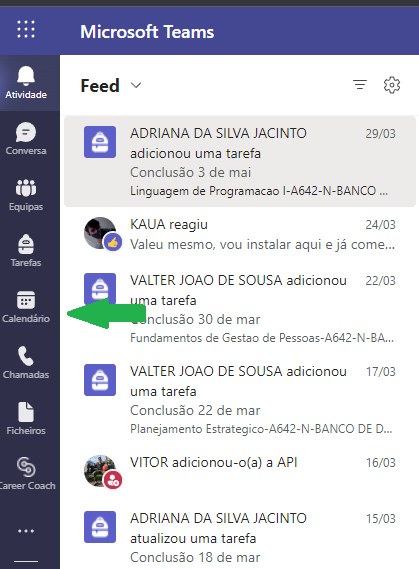 Microsoft Teams
Atividade
Conversa
Equipas
Tarefas
Calendário
Chamadas
Ficheiros
Career Coach
...
Feed
ADRIANA DA SILVA JACINTO 29/03
adicionou uma tarefa
Conclusão 3 de mai
Linguagem de Programacao I-A642-N-BANCO ...
KAUA reagiu 24/03
Valeu mesmo, vou instalar aqui e já come...
VALTER JOAO DE SOUSA adicionou 22/03
uma tarefa
Conclusão 30 de mar
Fundamentos de Gestao de Pessoas-A642-N-BA...
VALTER JOAO DE SOUSA adicionou 17/03
uma tarefa
Conclusão 22 de mar
Planejamento Estrategico-A642-N-BANCO DE D...
VITOR adicionou-o(a) a API 16/03
ADRIANA DA SILVA JACINTO 15/03
atualizou uma tarefa
Conclusão 18 de mar